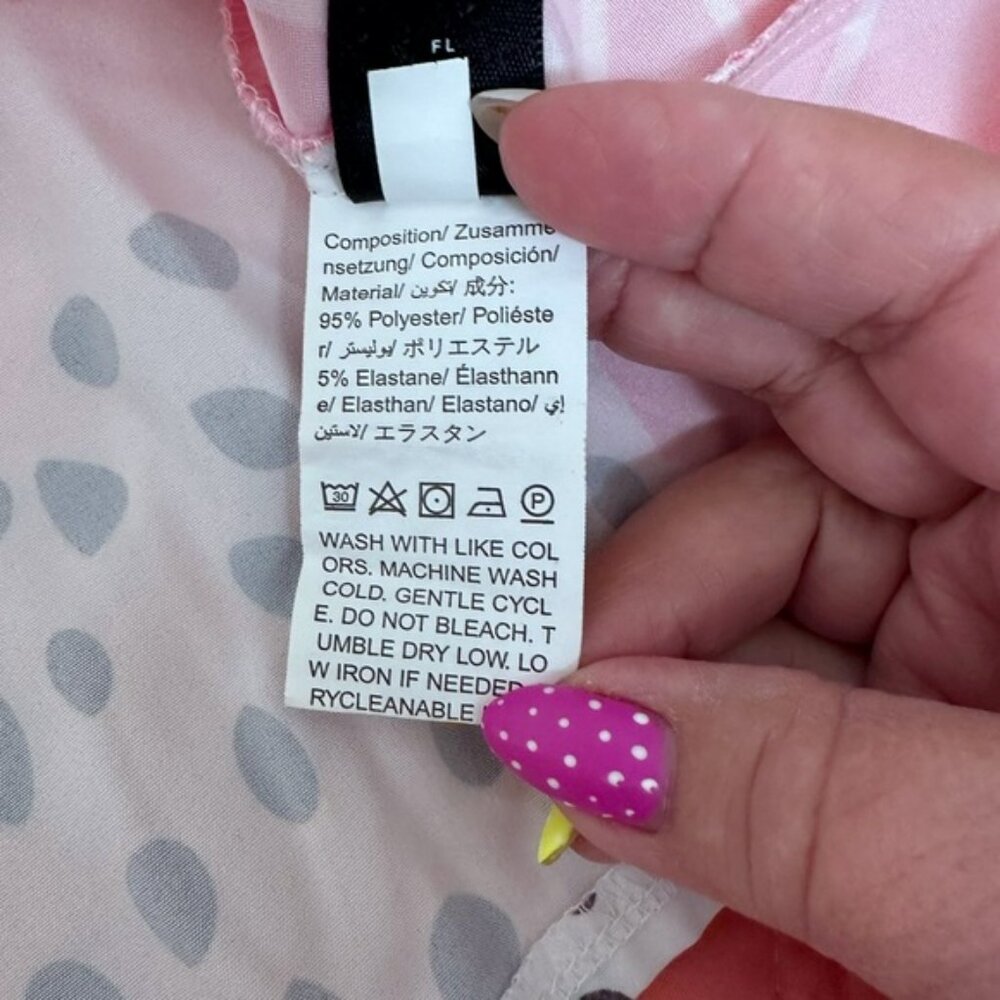 FL
Composition/ Zusamme
nsetzung/ Composición/
Material/ تكوين/ 成分:
95% Polyester/ Poliéste
r/ بوليستر/ ポリエステル
5% Elastane/ Élasthann
e/ Elasthan/ Elastano/ إي
لاستين/ エラスタン
30 P
WASH WITH LIKE COL
ORS. MACHINE WASH
COLD. GENTLE CYCL
E. DO NOT BLEACH. T
UMBLE DRY LOW. LO
W IRON IF NEEDED
RYCLEANABLE